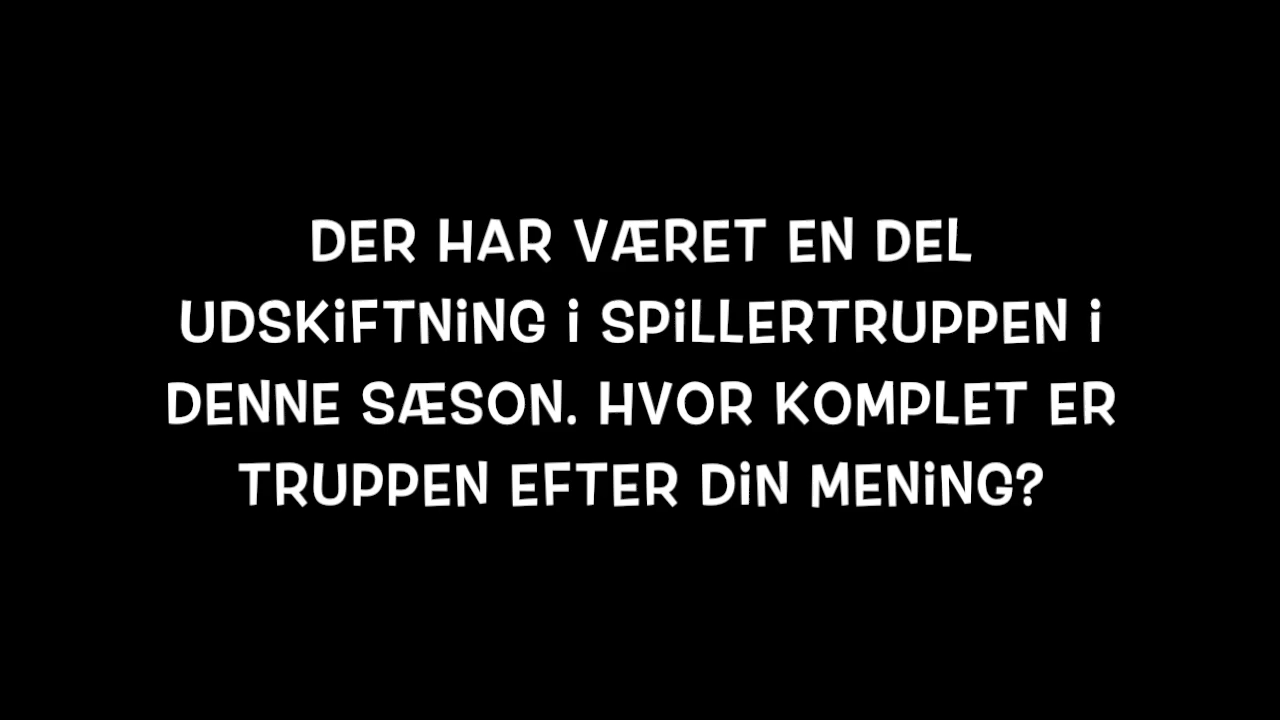 DER HAR VÆRET EN DEL
UDSKiFTNiNG i SPiLLERTRUPPEN i
DENNE SÆSON. HVOR KOMPLET ER
TRUPPEN EFTER DiN MENiNG?